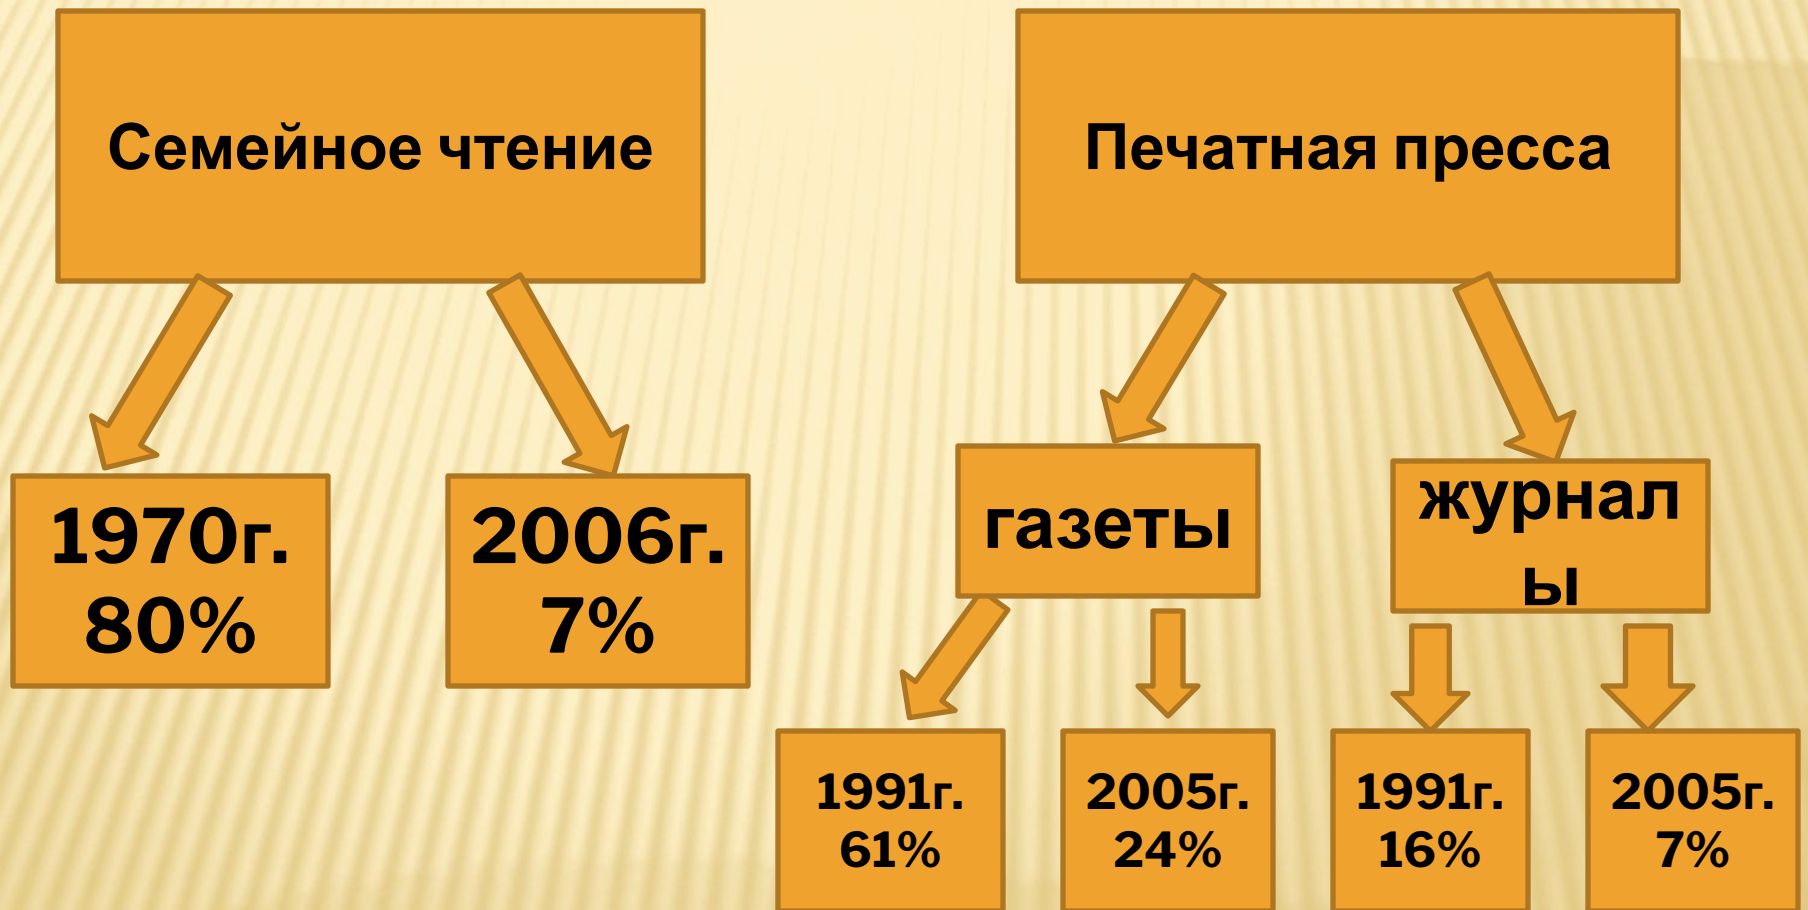 Семейное чтение
Печатная пресса
1970г.
80%
2006г.
7%
газеты
журнал
ы
1991г.
61%
2005г.
24%
1991г.
16%
2005г.
7%